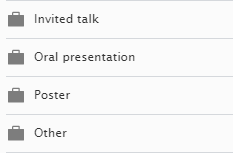 Invited talk
Oral presentation
Poster
Other